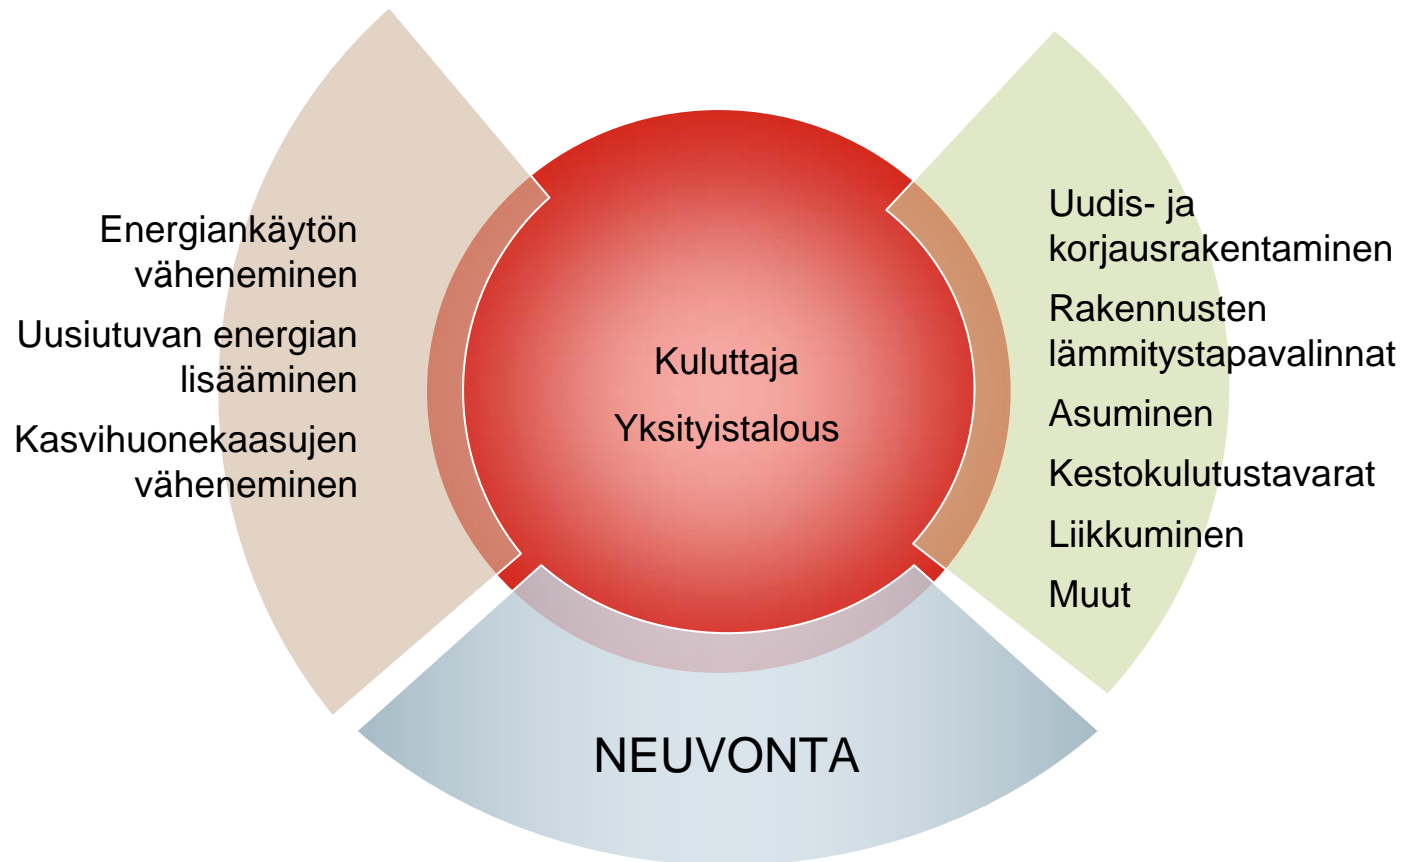 Energiankäytön
väheneminen
Uusiutuvan energian
lisääminen
Kasvihuonekaasujen
väheneminen
Kuluttaja
Yksityistalous
Uudis- ja
korjausrakentaminen
Rakennusten
lämmitystapavalinnat
Asuminen
Kestokulutustavarat
Liikkuminen
Muut
NEUVONTA